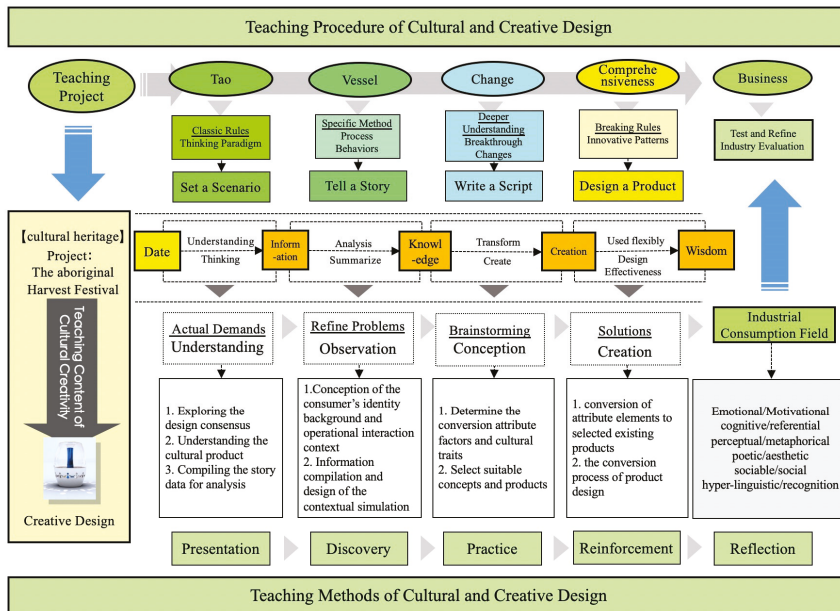 Teaching Procedure of Cultural and Creative Design
Teaching
Project
Tao
Vessel
Change
Comprehe
nsiveness
Business
Classic Rules
Thinking Paradigm
Specific Method
Process
Behaviors
Deeper
Understanding
Breakthrough
Changes
Breaking Rules
Innovative Patterns
Test and Refine
Industry Evaluation
Set a Scenario
Tell a Story
Write a Script
Design a Product
【cultural heritage】
Project:
The aboriginal
Harvest Festival
Teaching Content of
Cultural Creativity
Creative Design
Date
Understanding
Thinking
Inform
-ation
Analysis
Summarize
Knowl
-edge
Transform
Create
Creation
Used flexibly
Design
Effectiveness
Wisdom
Actual Demands
Understanding
Refine Problems
Observation
Brainstorming
Conception
Solutions
Creation
Industrial
Consumption Field
1. Exploring the
design consensus
2. Understanding the
cultural product
3. Compiling the story
data for analysis
1.Conception of the
consumer's identity
background and
operational interaction
context
2. Information
compilation and
design of the
contextual simulation
1. Determine the
conversion attribute
factors and cultural
traits
2. Select suitable
concepts and products
1. conversion of
attribute elements to
selected existing
products
2. the conversion
process of product
design
Emotional/Motivational
cognitive/referential
perceptual/metaphorical
poetic/aesthetic
sociable/social
hyper-linguistic/recognition
Presentation
Discovery
Practice
Reinforcement
Reflection
Teaching Methods of Cultural and Creative Design